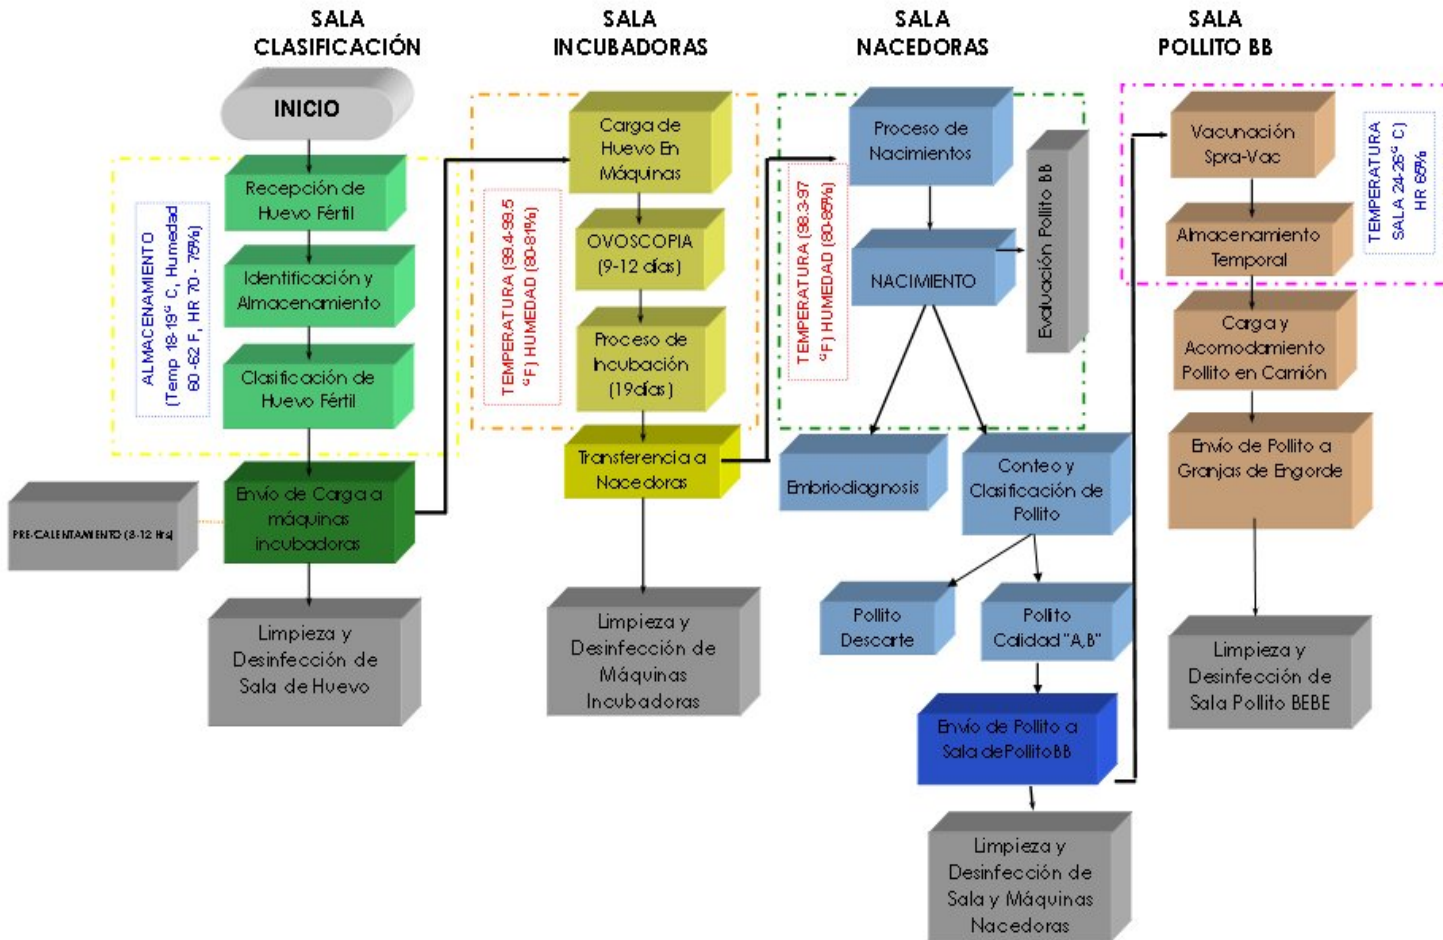 SALA
CLASIFICACIÓN
INICIO
ALMACENAMIENTO
(Temp 18-19° C, Humedad
60 -62 F, HR 70 - 75%)
Recepción de
Huevo Fértil
Identificación y
Almacenamiento
Clasificación de
Huevo Fértil
Envío de Carga a
máquinas
incubadoras
PRE-CALENTAMIENTO (8-12 Hrs)
Limpieza y
Desinfección de
Sala de Huevo
SALA
INCUBADORAS
TEMPERATURA (99.4-99.5
°F) HUMEDAD (80-81%)
Carga de
Huevo En
Máquinas
OVOSCOPIA
(9-12 días)
Proceso de
Incubación
(19días)
Transferencia a
Nacedoras
Limpieza y
Desinfección de
Máquinas
Incubadoras
SALA
NACEDORAS
TEMPERATURA (98.3-97
°F) HUMEDAD (80-85%)
Proceso de
Nacimientos
NACIMIENTO
Evaluación Pollito BB
Embriodiagnosis
Conteo y
Clasificación de
Pollito
Pollito
Descarte
Pollito
Calidad "A,B"
Envío de Pollito a
Sala de Pollito BB
Limpieza y
Desinfección de
Sala y Máquinas
Nacedoras
SALA
POLLITO BB
Vacunación
Spra-Vac
TEMPERATURA
SALA 24-26° C)
HR 65%
Almacenamiento
Temporal
Carga y
Acomodamiento
Pollito en Camión
Envío de Pollito a
Granjas de Engorde
Limpieza y
Desinfección de
Sala Pollito BEBE